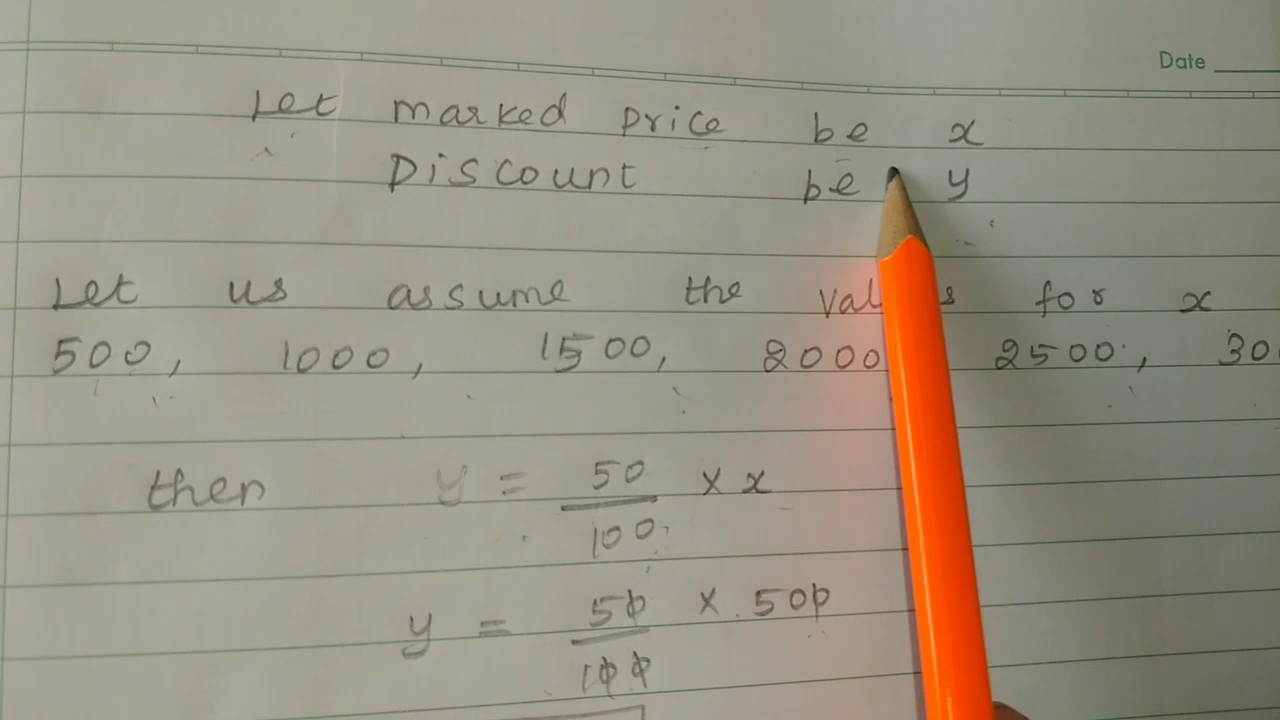 Date
Let marked price be x
Discount be y
Let us assume the for x
500, 1000, 1500, 2000 2500, 30
then y = 50/100 × x
y = 50/100 × 500